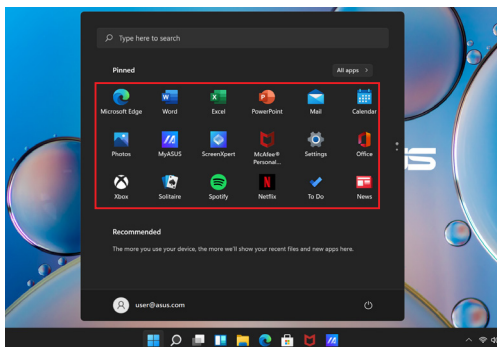 Type here to search
Pinned
All apps >
Microsoft Edge
Word
Excel
PowerPoint
Mail
Calendar
Photos
MyASUS
ScreenXpert
McAfee®
Personal...
Settings
Office
Xbox
Solitaire
Spotify
Netflix
To Do
News
Recommended
The more you use your device, the more we'll show your recent files and new apps here.
user@asus.com